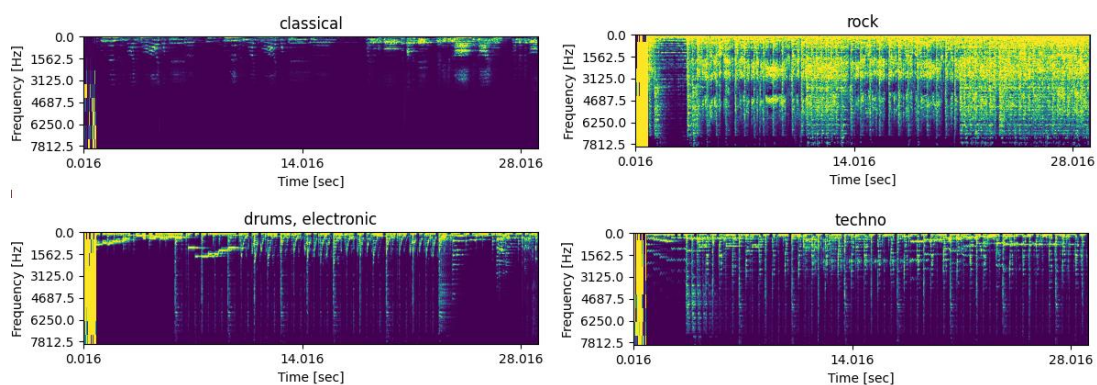 classical
0.0
1562.5
3125.0
4687.5
6250.0
7812.5
Frequency [Hz]
0.016 14.016 28.016
Time [sec]
rock
0.0
1562.5
3125.0
4687.5
6250.0
7812.5
Frequency [Hz]
0.016 14.016 28.016
Time [sec]
drums, electronic
0.0
1562.5
3125.0
4687.5
6250.0
7812.5
Frequency [Hz]
0.016 14.016 28.016
Time [sec]
techno
0.0
1562.5
3125.0
4687.5
6250.0
7812.5
Frequency [Hz]
0.016 14.016 28.016
Time [sec]